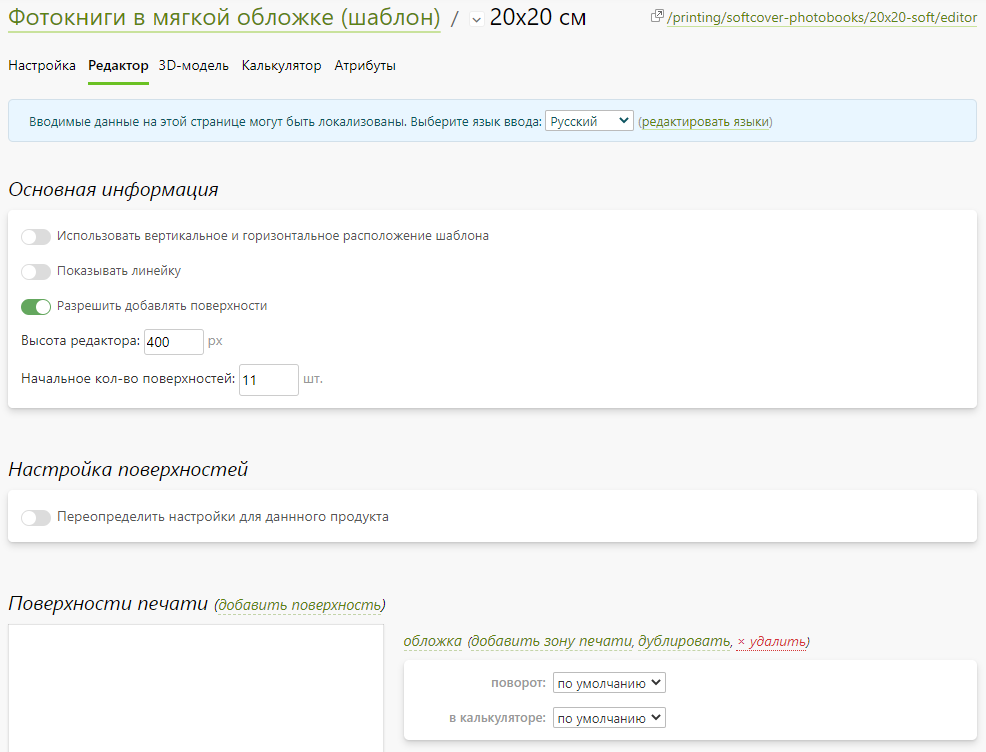 Фотокниги в мягкой обложке (шаблон) / 20x20 см
/printing/softcover-photobooks/20x20-soft/editor
Настройка Редактор 3D-модель Калькулятор Атрибуты
Вводимые данные на этой странице могут быть локализованы. Выберите язык ввода: Русский (редактировать языки)
Основная информация
Использовать вертикальное и горизонтальное расположение шаблона
Показывать линейку
Разрешить добавлять поверхности
Высота редактора: 400 px
Начальное кол-во поверхностей: 11 шт.
Настройка поверхностей
Переопределить настройки для даннного продукта
Поверхности печати (добавить поверхность)
обложка (добавить зону печати, дублировать, × удалить)
поворот: по умолчанию
в калькуляторе: по умолчанию